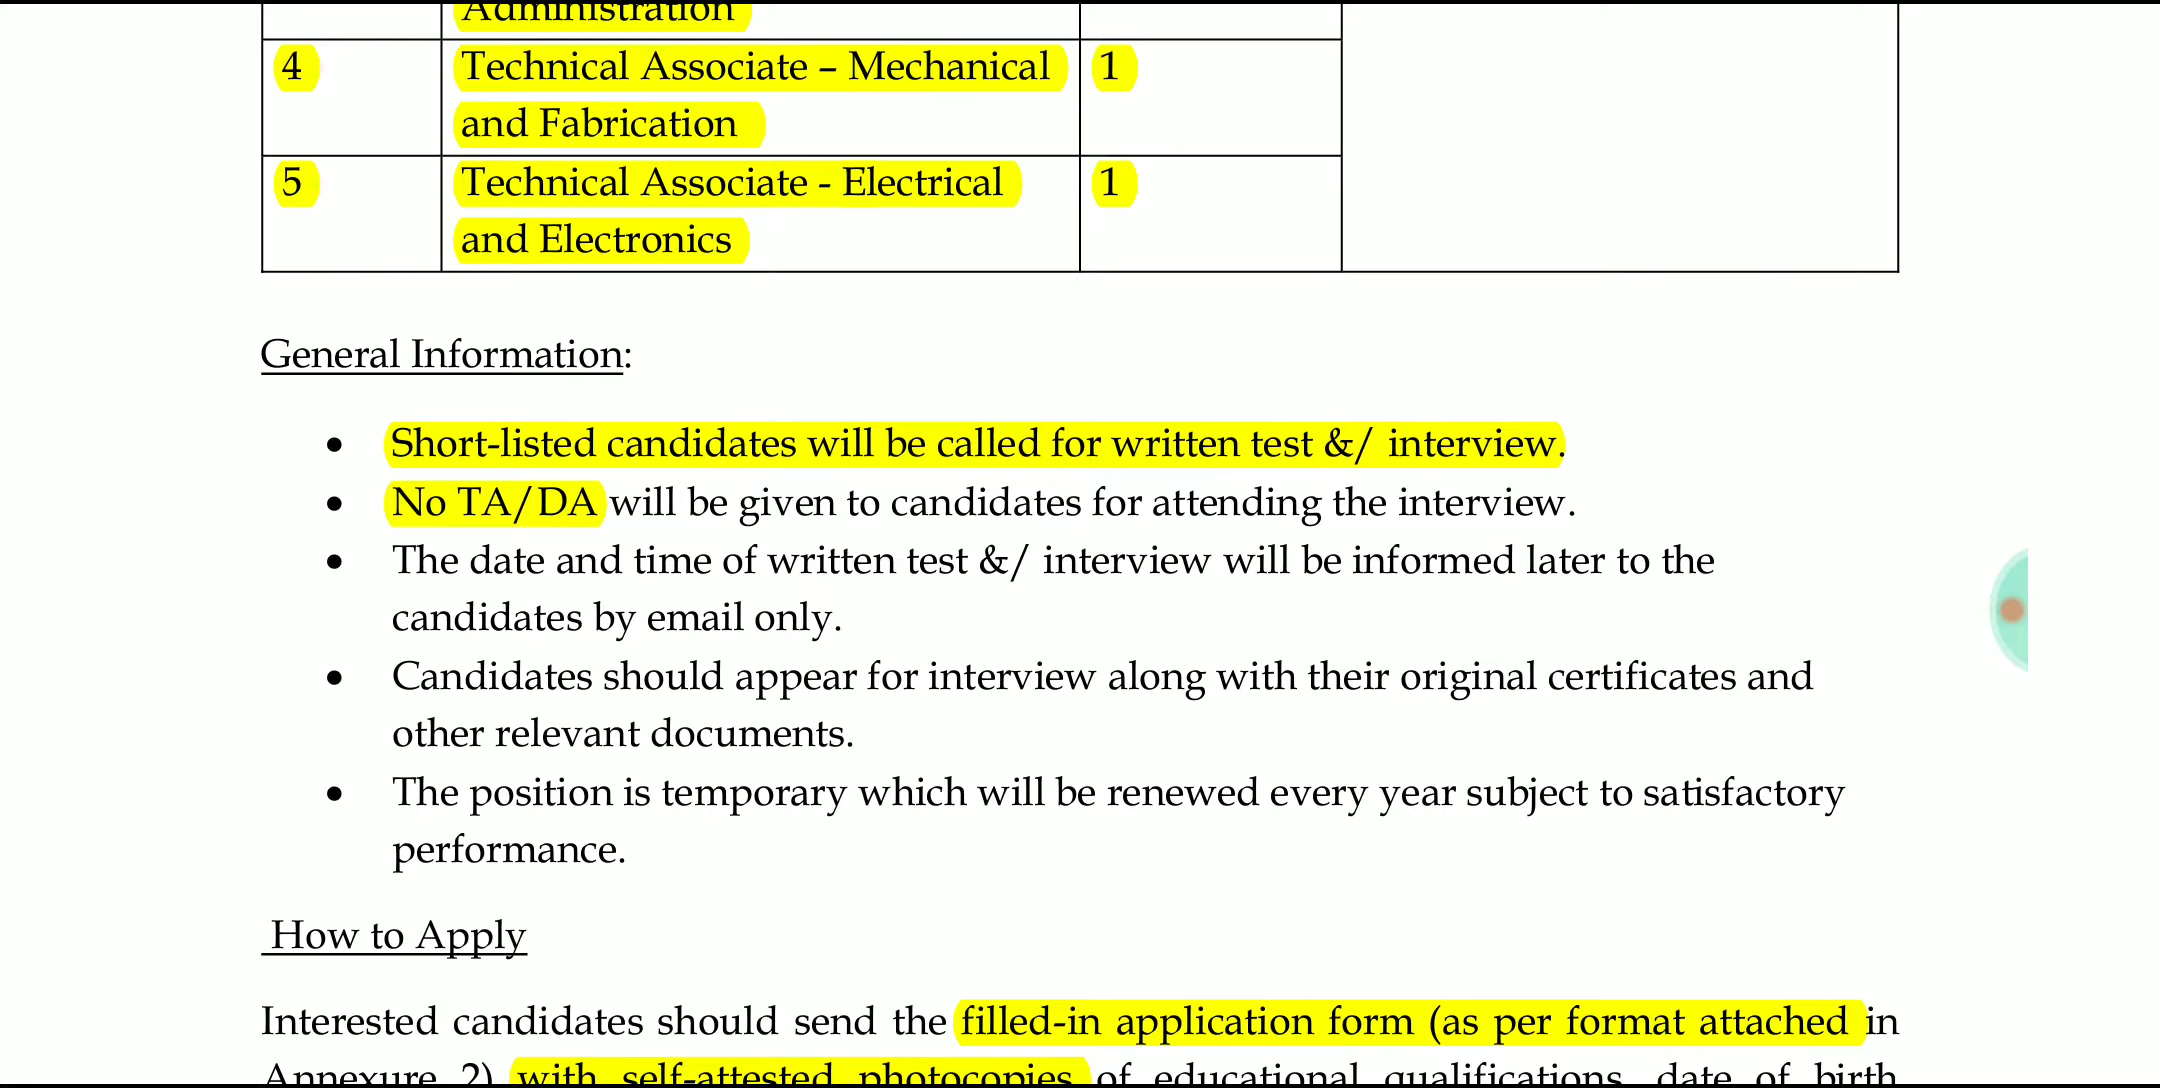 Administration
4 Technical Associate – Mechanical 1
and Fabrication
5 Technical Associate - Electrical 1
and Electronics
General Information:
• Short-listed candidates will be called for written test &/ interview.
• No TA/DA will be given to candidates for attending the interview.
• The date and time of written test &/ interview will be informed later to the
candidates by email only.
• Candidates should appear for interview along with their original certificates and
other relevant documents.
• The position is temporary which will be renewed every year subject to satisfactory
performance.
How to Apply
Interested candidates should send the filled-in application form (as per format attached in
Annexure 2) with self-attested photocopies of educational qualifications, date of birth